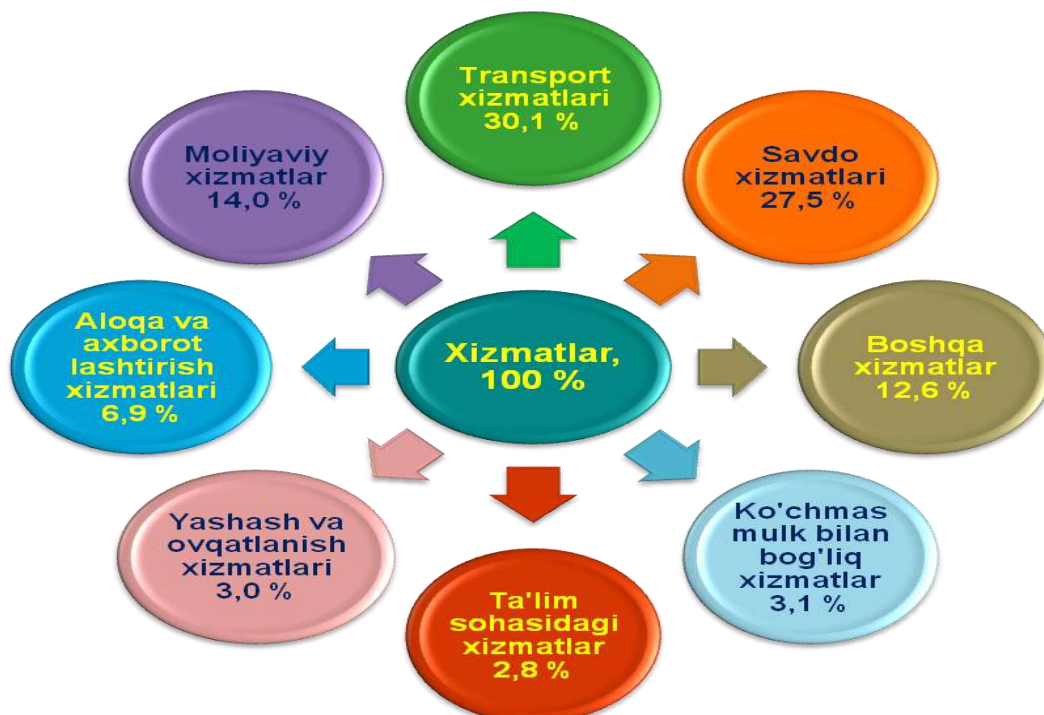 Transport
xizmatlari
30,1 %
Savdo
xizmatlari
27,5 %
Boshqa
xizmatlar
12,6 %
Ko'chmas
mulk bilan
bog'liq
xizmatlar
3,1 %
Ta'lim
sohasidagi
xizmatlar
2,8 %
Yashash va
ovqatlanish
xizmatlari
3,0 %
Aloqa va
axborot
lashtirish
xizmatlari
6,9 %
Moliyaviy
xizmatlar
14,0 %
Xizmatlar,
100 %